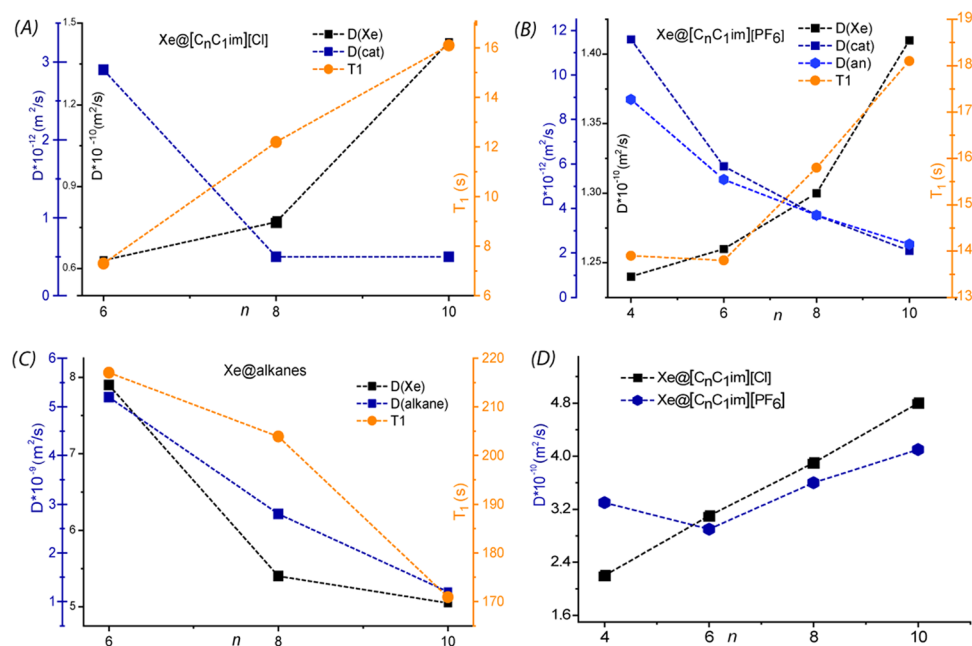 (A)
Xe@[CnC1im][Cl]
D(Xe)
D(cat)
T1
D*10-12(m2/s)
3
2
1
0
D*10-10(m2/s)
1.5
1.2
0.9
0.6
T1(s)
16
14
12
10
8
6
6
8
10
n
(B)
Xe@[CnC1im][PF6]
D(Xe)
D(cat)
D(an)
T1
D*10-12(m2/s)
12
10
8
6
4
2
0
D*10-10(m2/s)
1.40
1.35
1.30
1.25
T1(s)
19
18
17
16
15
14
13
4
6
8
10
n
(C)
Xe@alkanes
D(Xe)
D(alkane)
T1
D*10-9(m2/s)
6
5
4
3
2
1
8
7
6
5
T1(s)
220
210
200
190
180
170
6
8
10
n
(D)
Xe@[CnC1im][Cl]
Xe@[CnC1im][PF6]
D*10-10(m2/s)
4.8
4.0
3.2
2.4
1.6
4
6
8
10
n